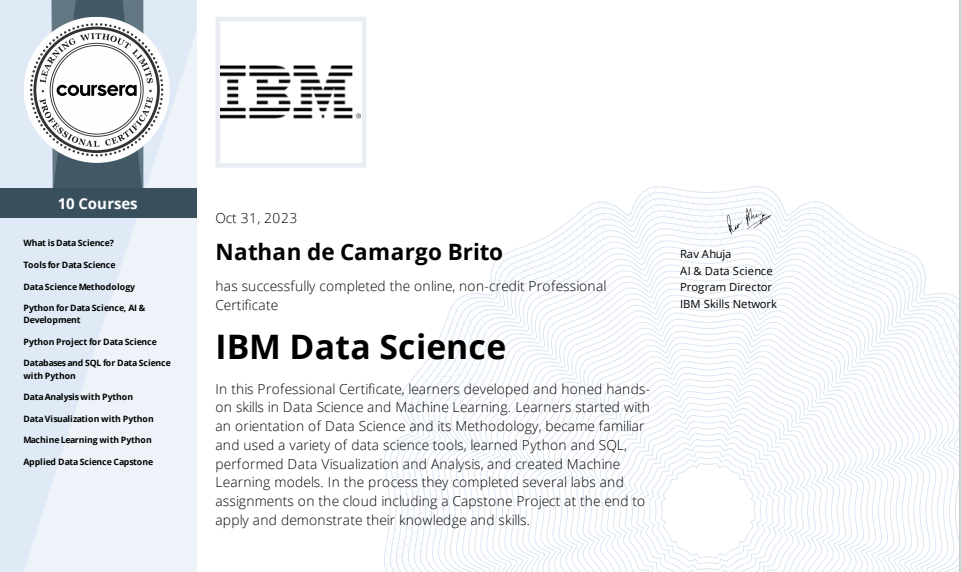 · LEARNING WITHOUT LIMITS ·
coursera
PROFESSIONAL CERTIFICATE
10 Courses
What is Data Science?
Tools for Data Science
Data Science Methodology
Python for Data Science, AI &
Development
Python Project for Data Science
Databases and SQL for Data Science
with Python
Data Analysis with Python
Data Visualization with Python
Machine Learning with Python
Applied Data Science Capstone
IBM®
Oct 31, 2023
Nathan de Camargo Brito
has successfully completed the online, non-credit Professional
Certificate
IBM Data Science
In this Professional Certificate, learners developed and honed hands-
on skills in Data Science and Machine Learning. Learners started with
an orientation of Data Science and its Methodology, became familiar
and used a variety of data science tools, learned Python and SQL,
performed Data Visualization and Analysis, and created Machine
Learning models. In the process they completed several labs and
assignments on the cloud including a Capstone Project at the end to
apply and demonstrate their knowledge and skills.
Rav Ahuja
Rav Ahuja
AI & Data Science
Program Director
IBM Skills Network